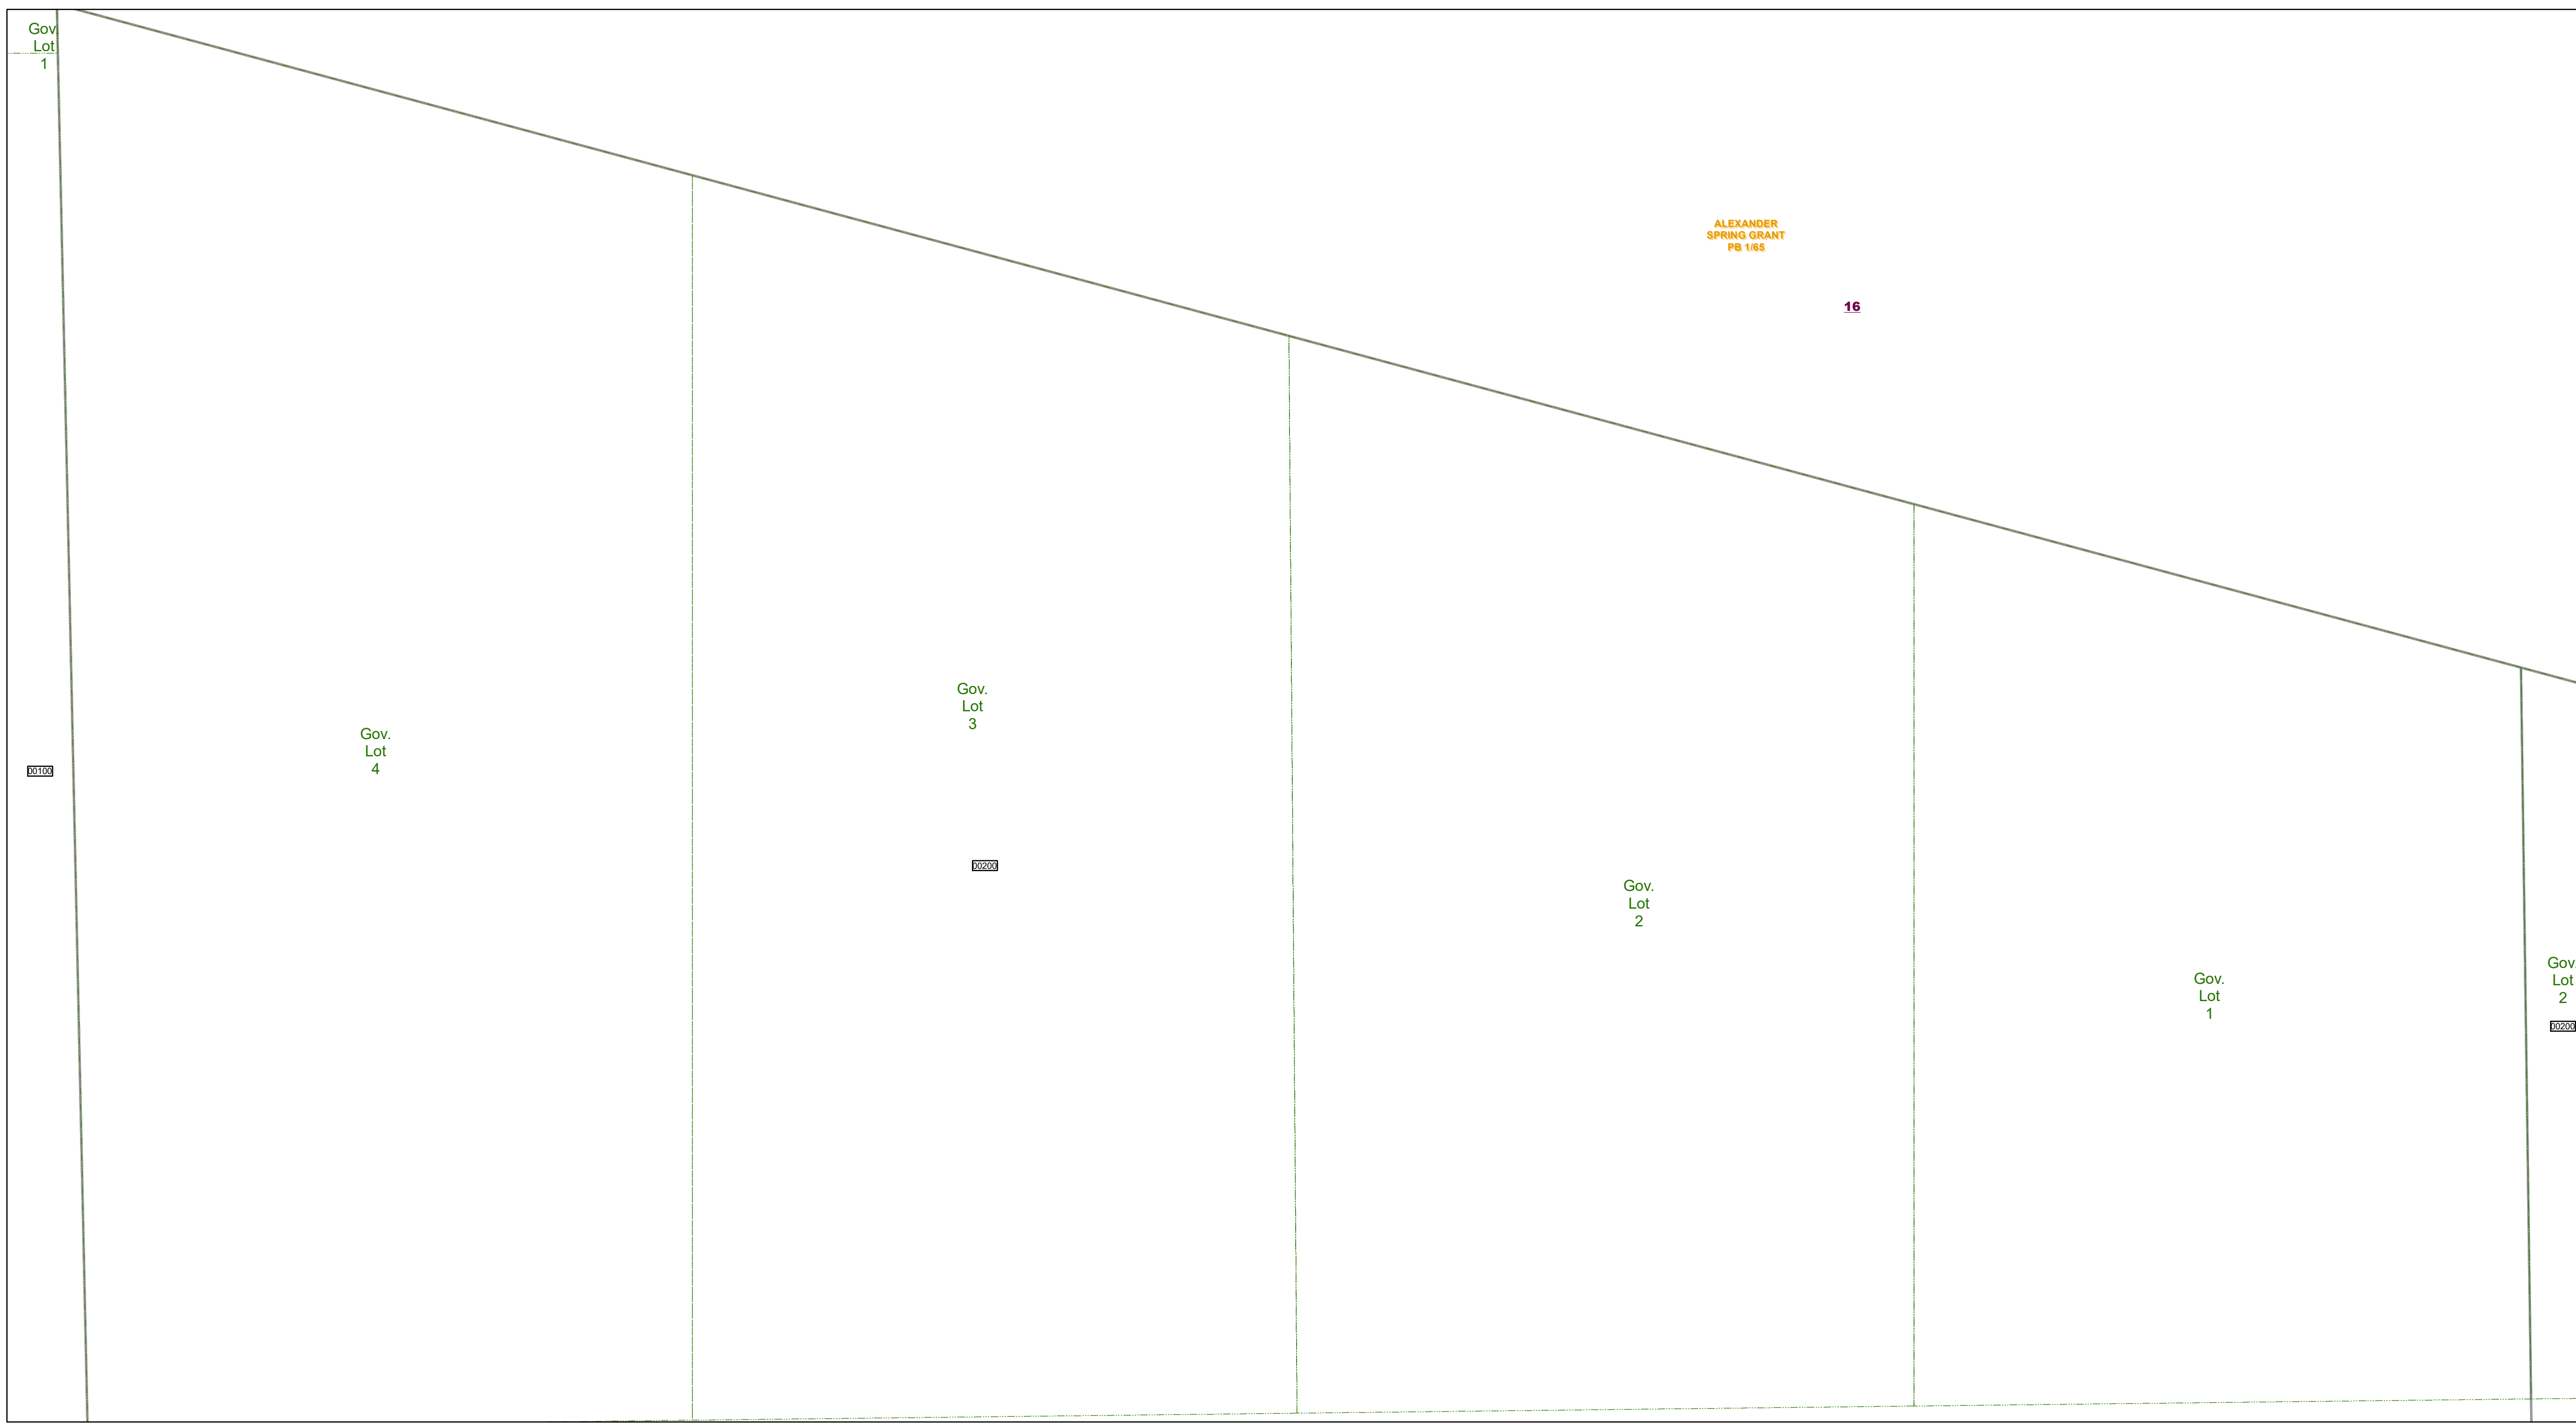 Gov.
Lot
1
ALEXANDER
SPRING GRANT
PB 1/65
16
Gov.
Lot
4
00100
Gov.
Lot
3
00200
Gov.
Lot
2
Gov.
Lot
1
Gov.
Lot
2
00200